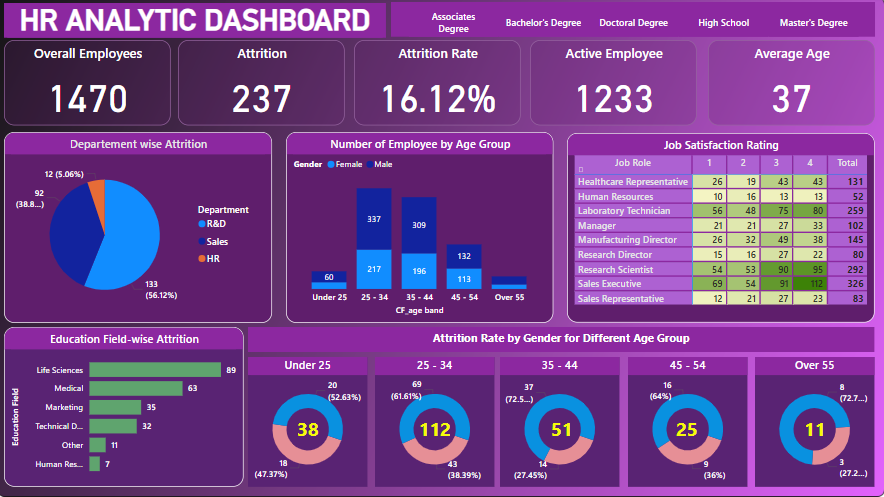 HR ANALYTIC DASHBOARD
Associates Degree
Bachelor's Degree
Doctoral Degree
High School
Master's Degree
Overall Employees
1470
Attrition
237
Attrition Rate
16.12%
Active Employee
1233
Average Age
37
Departement wise Attrition
12 (5.06%)
92
(38.8...)
133
(56.12%)
Department
R&D
Sales
HR
Number of Employee by Age Group
Gender Female Male
60
337
217
309
196
132
113
Under 25 25 - 34 35 - 44 45 - 54 Over 55
CF_age band
Job Satisfaction Rating
Job Role 1 2 3 4 Total
Healthcare Representative 26 19 43 43 131
Human Resources 10 16 13 13 52
Laboratory Technician 56 48 75 80 259
Manager 21 21 27 33 102
Manufacturing Director 26 32 49 38 145
Research Director 15 16 27 22 80
Research Scientist 54 53 90 95 292
Sales Executive 69 54 91 112 326
Sales Representative 12 21 27 23 83
Education Field-wise Attrition
Education Field
Life Sciences 89
Medical 63
Marketing 35
Technical D... 32
Other 11
Human Res... 7
Attrition Rate by Gender for Different Age Group
Under 25
20
(52.63%)
38
18
(47.37%)
25 - 34
69
(61.61%)
112
43
(38.39%)
35 - 44
37
(72.5...)
51
14
(27.45%)
45 - 54
16
(64%)
25
9
(36%)
Over 55
8
(72.7...)
11
3
(27.2...)